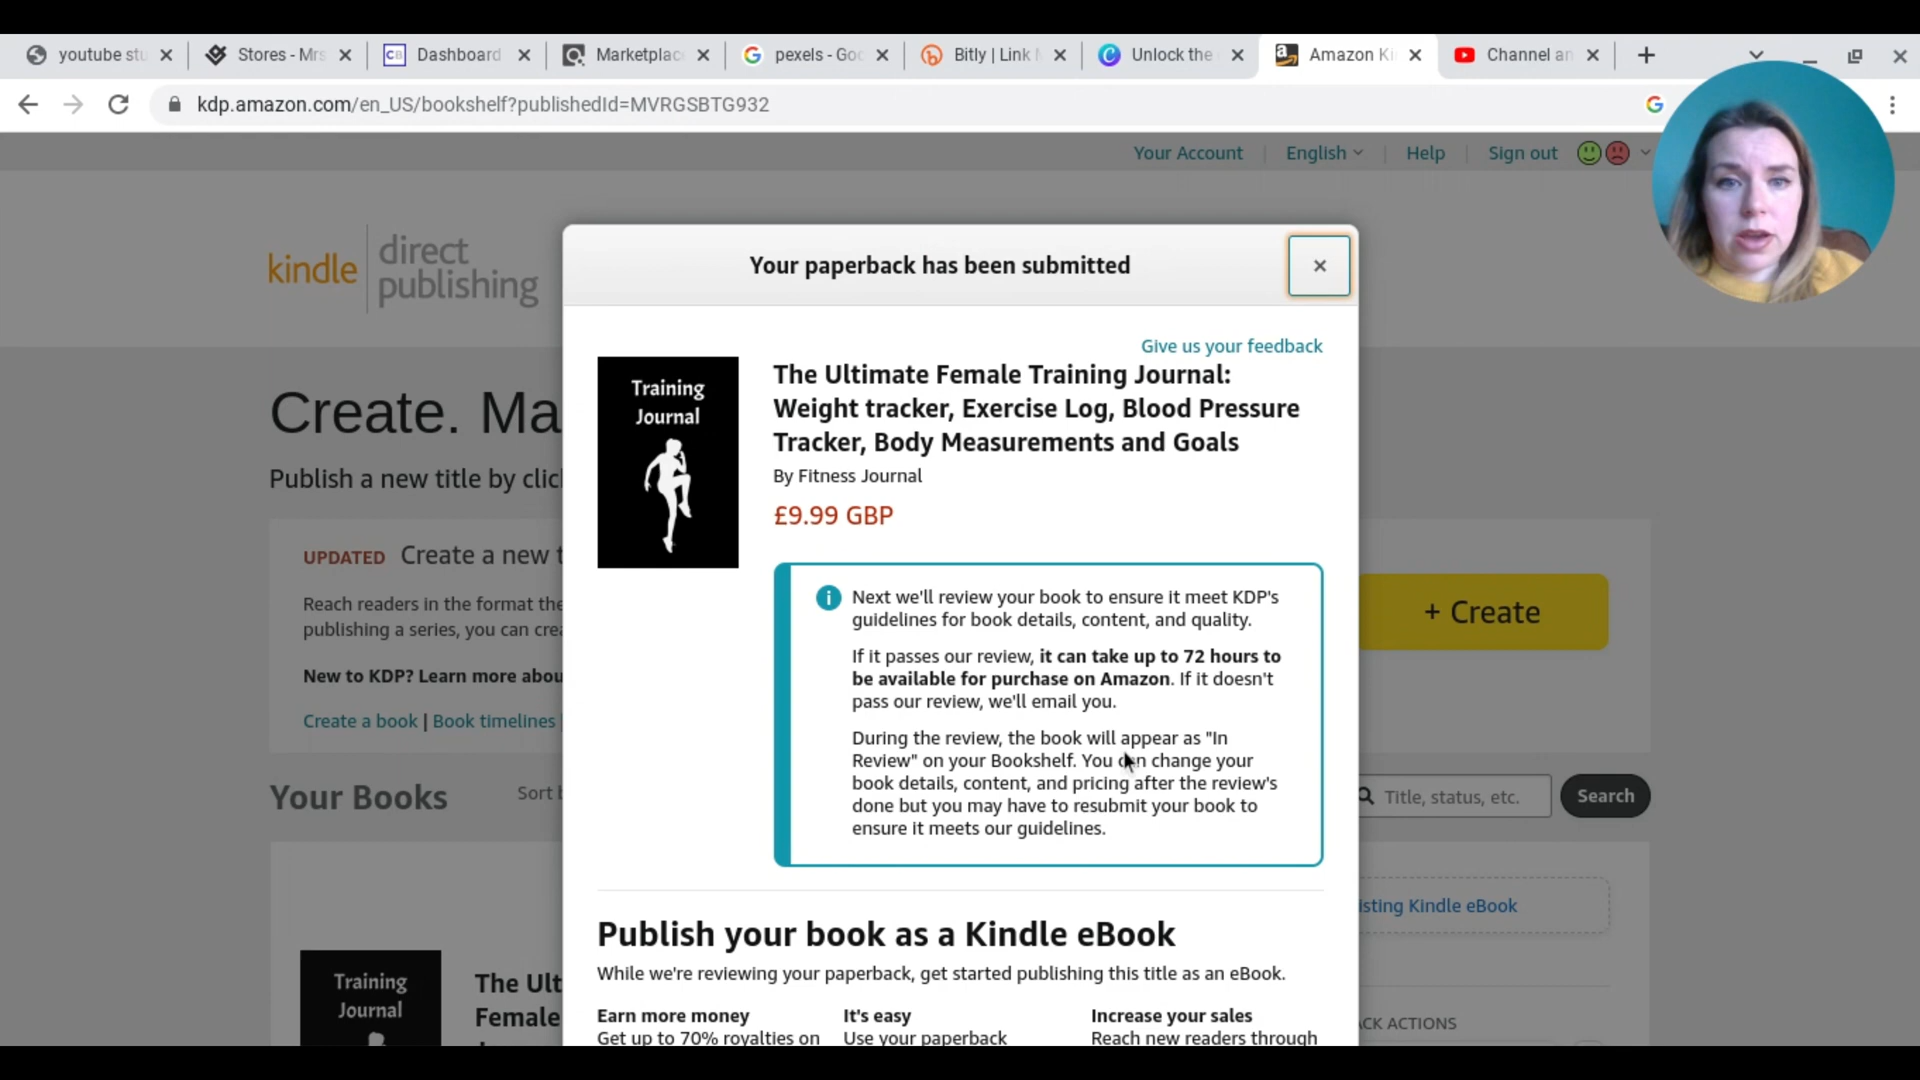 youtube stu
Stores - Mrs
Dashboard
Marketplac
pexels - Goo
Bitly | Link M
Unlock the
Amazon Ki
Channel an
kdp.amazon.com/en_US/bookshelf?publishedId=MVRGSBTG932
Your Account
English
Help
Sign out
kindle
direct
publishing
Your paperback has been submitted
Give us your feedback
Training
Journal
The Ultimate Female Training Journal:
Weight tracker, Exercise Log, Blood Pressure
Tracker, Body Measurements and Goals
By Fitness Journal
£9.99 GBP
Next we'll review your book to ensure it meet KDP's
guidelines for book details, content, and quality.
If it passes our review, it can take up to 72 hours to
be available for purchase on Amazon. If it doesn't
pass our review, we'll email you.
During the review, the book will appear as "In
Review" on your Bookshelf. You can change your
book details, content, and pricing after the review's
done but you may have to resubmit your book to
ensure it meets our guidelines.
Publish your book as a Kindle eBook
While we're reviewing your paperback, get started publishing this title as an eBook.
Earn more money
Get up to 70% royalties on
It's easy
Use your paperback
Increase your sales
Reach new readers through
Create. Ma
Publish a new title by clic
UPDATED Create a new t
Reach readers in the format the
publishing a series, you can crea
New to KDP? Learn more abou
Create a book | Book timelines
+ Create
Your Books
Sort b
Title, status, etc.
Search
Training
Journal
The Ult
Female
isting Kindle eBook
CK ACTIONS